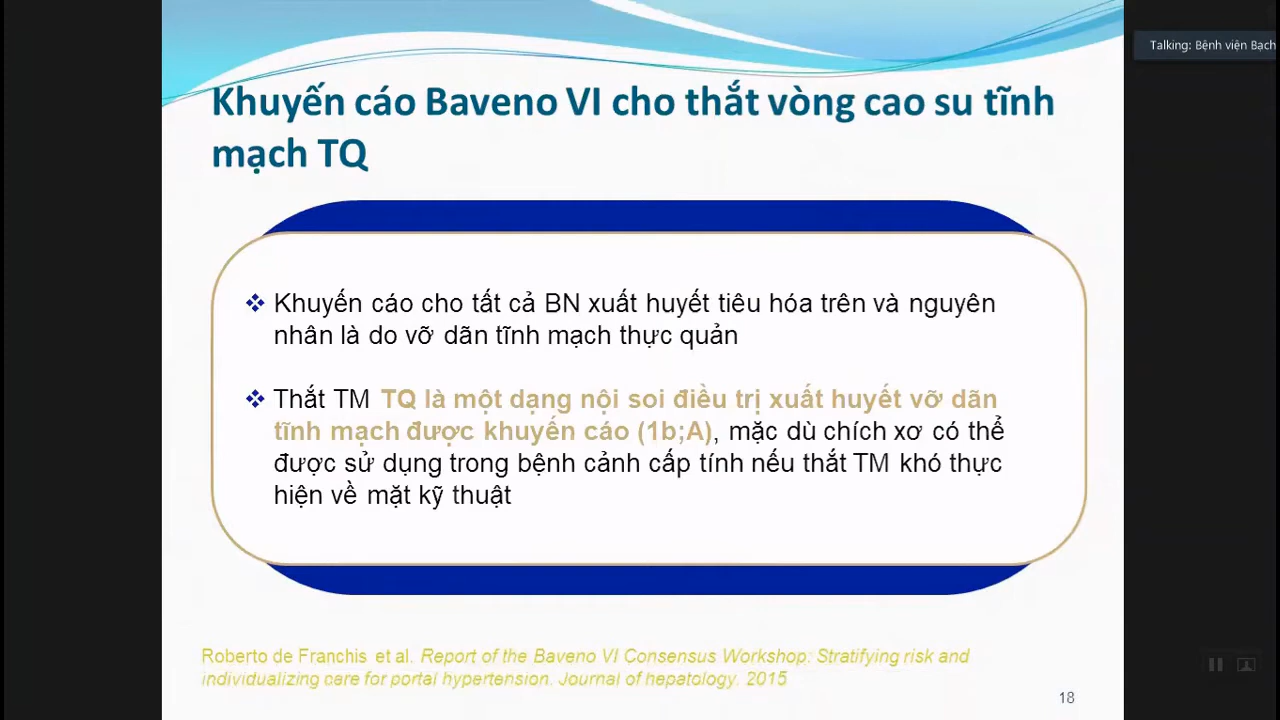 Talking: Bệnh viện Bạch
Khuyến cáo Baveno VI cho thắt vòng cao su tĩnh
mạch TQ
❖ Khuyến cáo cho tất cả BN xuất huyết tiêu hóa trên và nguyên
nhân là do vỡ dãn tĩnh mạch thực quản
❖ Thắt TM TQ là một dạng nội soi điều trị xuất huyết vỡ dãn
tĩnh mạch được khuyến cáo (1b;A), mặc dù chích xơ có thể
được sử dụng trong bệnh cảnh cấp tính nếu thắt TM khó thực
hiện về mặt kỹ thuật
Roberto de Franchis et al. Report of the Baveno VI Consensus Workshop: Stratifying risk and
individualizing care for portal hypertension. Journal of hepatology. 2015
18